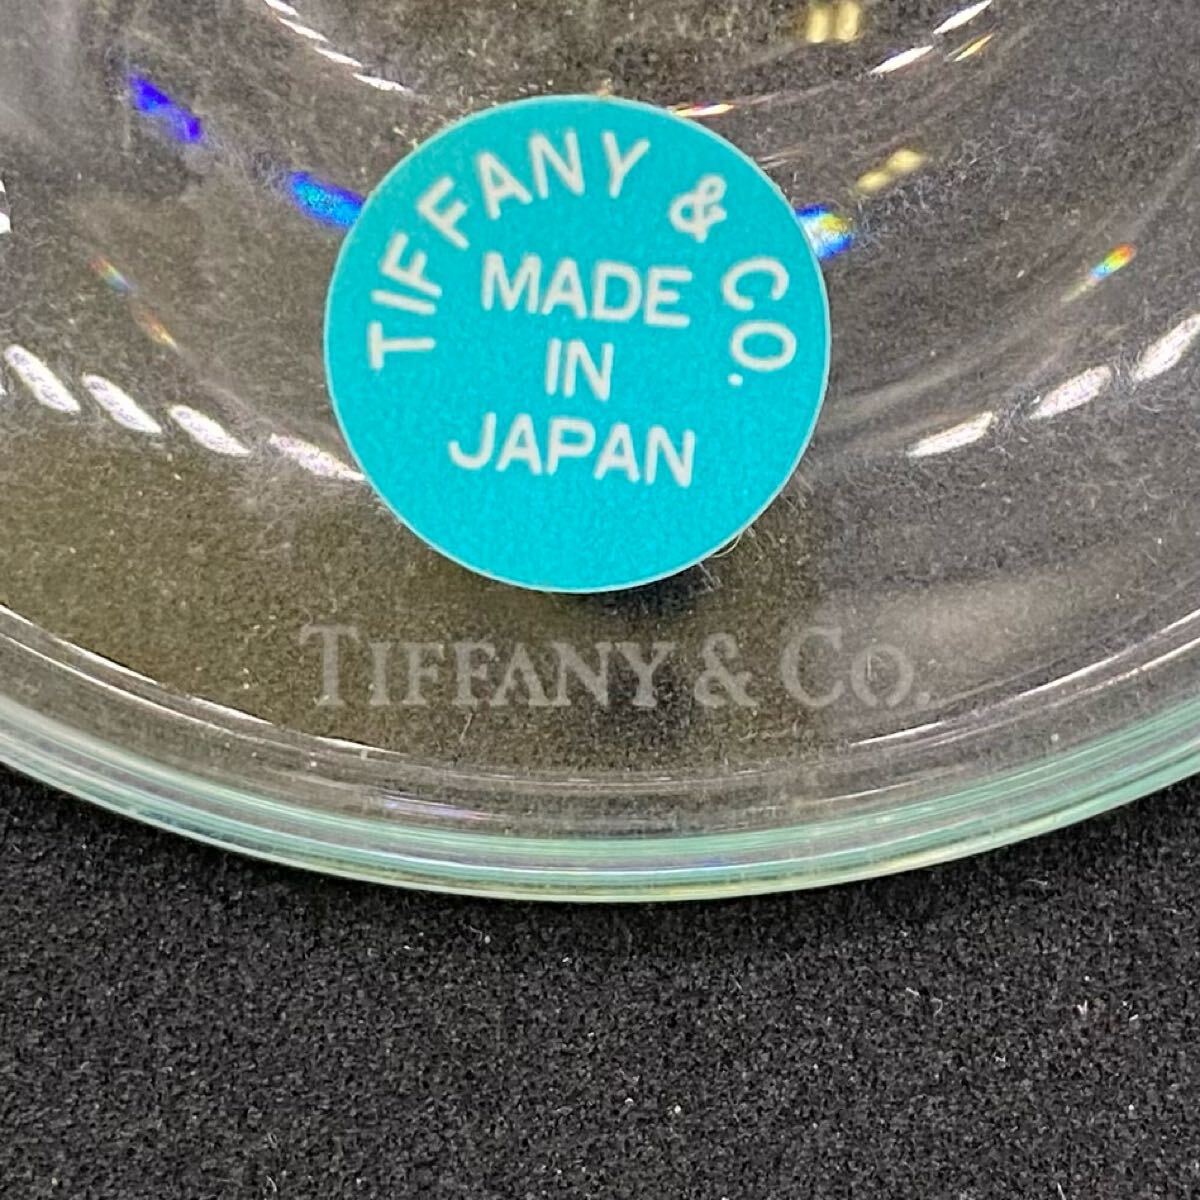 TIFFANY & CO.
MADE
IN
JAPAN
TIFFANY & CO.